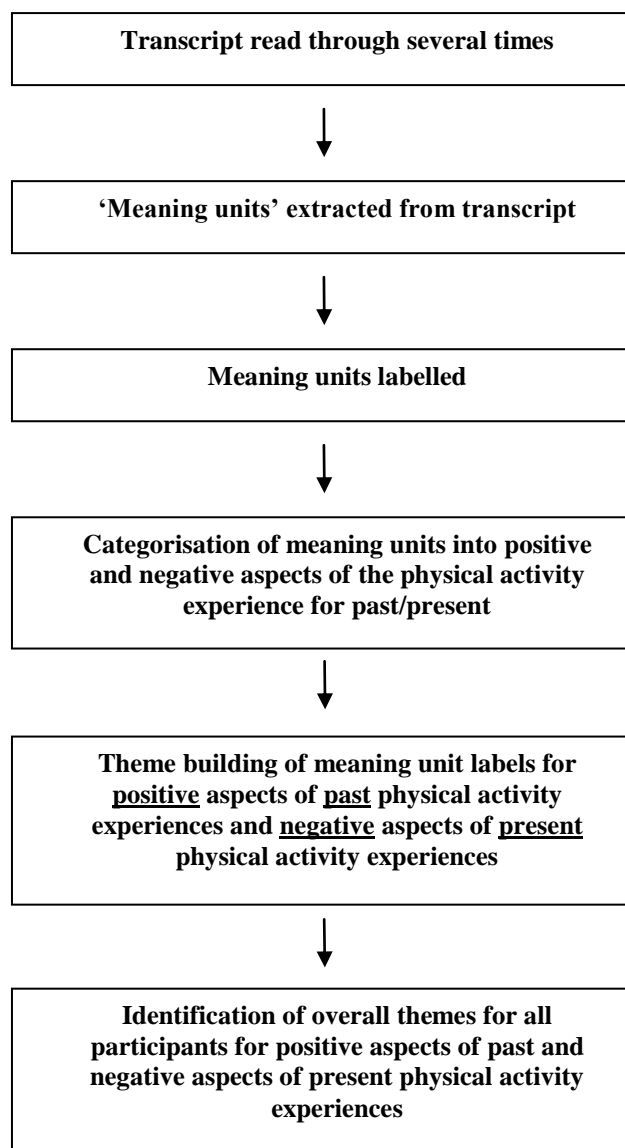 Transcript read through several times
‘Meaning units’ extracted from transcript
Meaning units labelled
Categorisation of meaning units into positive
and negative aspects of the physical activity
experience for past/present
Theme building of meaning unit labels for
positive aspects of past physical activity
experiences and negative aspects of present
physical activity experiences
Identification of overall themes for all
participants for positive aspects of past and
negative aspects of present physical activity
experiences